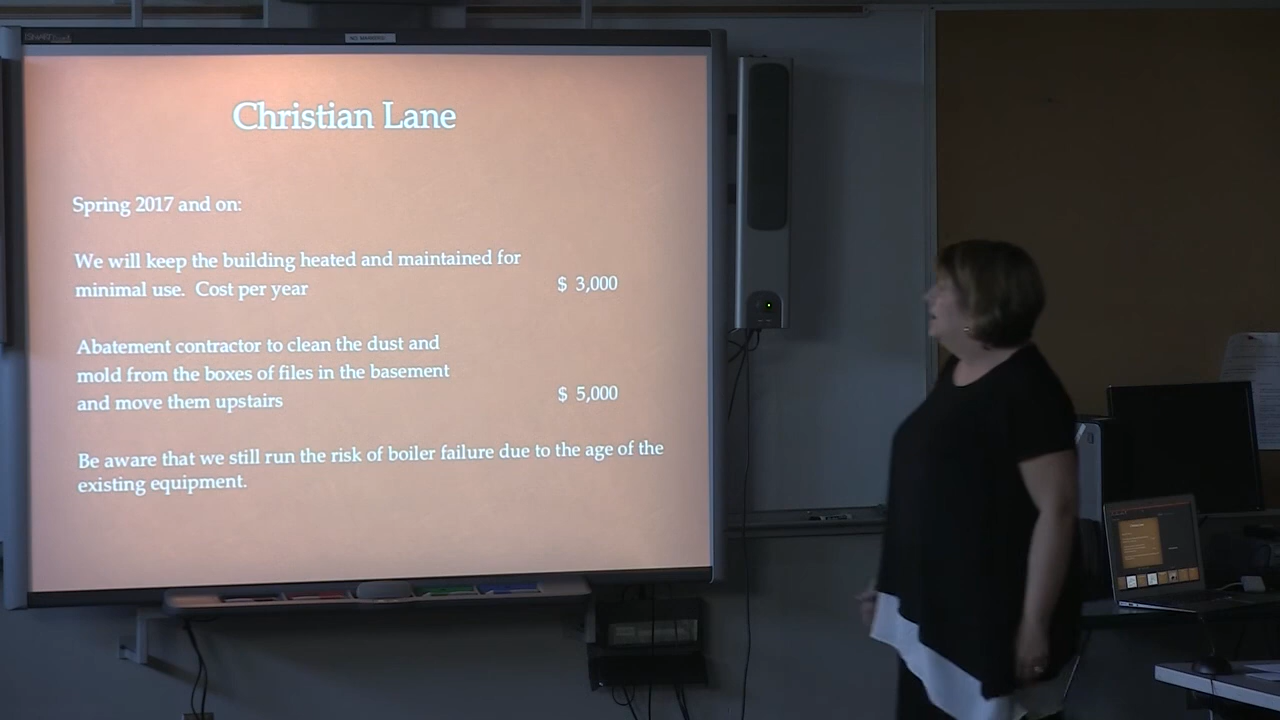 Christian Lane
Spring 2017 and on:
We will keep the building heated and maintained for
minimal use. Cost per year $ 3,000
Abatement contractor to clean the dust and
mold from the boxes of files in the basement
and move them upstairs $ 5,000
Be aware that we still run the risk of boiler failure due to the age of the
existing equipment.